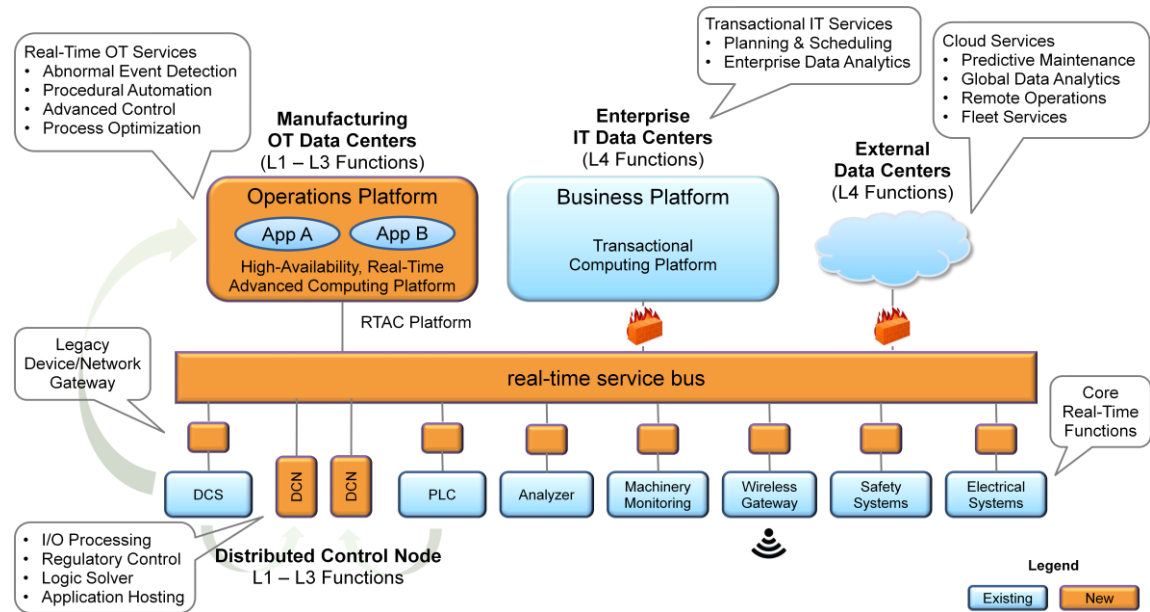 Real-Time OT Services
• Abnormal Event Detection
• Procedural Automation
• Advanced Control
• Process Optimization
Transactional IT Services
• Planning & Scheduling
• Enterprise Data Analytics
Cloud Services
• Predictive Maintenance
• Global Data Analytics
• Remote Operations
• Fleet Services
Manufacturing
OT Data Centers
(L1 – L3 Functions)
Enterprise
IT Data Centers
(L4 Functions)
External
Data Centers
(L4 Functions)
Operations Platform
App A
App B
High-Availability, Real-Time
Advanced Computing Platform
Business Platform
Transactional
Computing Platform
RTAC Platform
Legacy
Device/Network
Gateway
real-time service bus
Core
Real-Time
Functions
DCS
DCN
DCN
PLC
Analyzer
Machinery
Monitoring
Wireless
Gateway
Safety
Systems
Electrical
Systems
• I/O Processing
• Regulatory Control
• Logic Solver
• Application Hosting
Distributed Control Node
L1 – L3 Functions
Legend
Existing
New